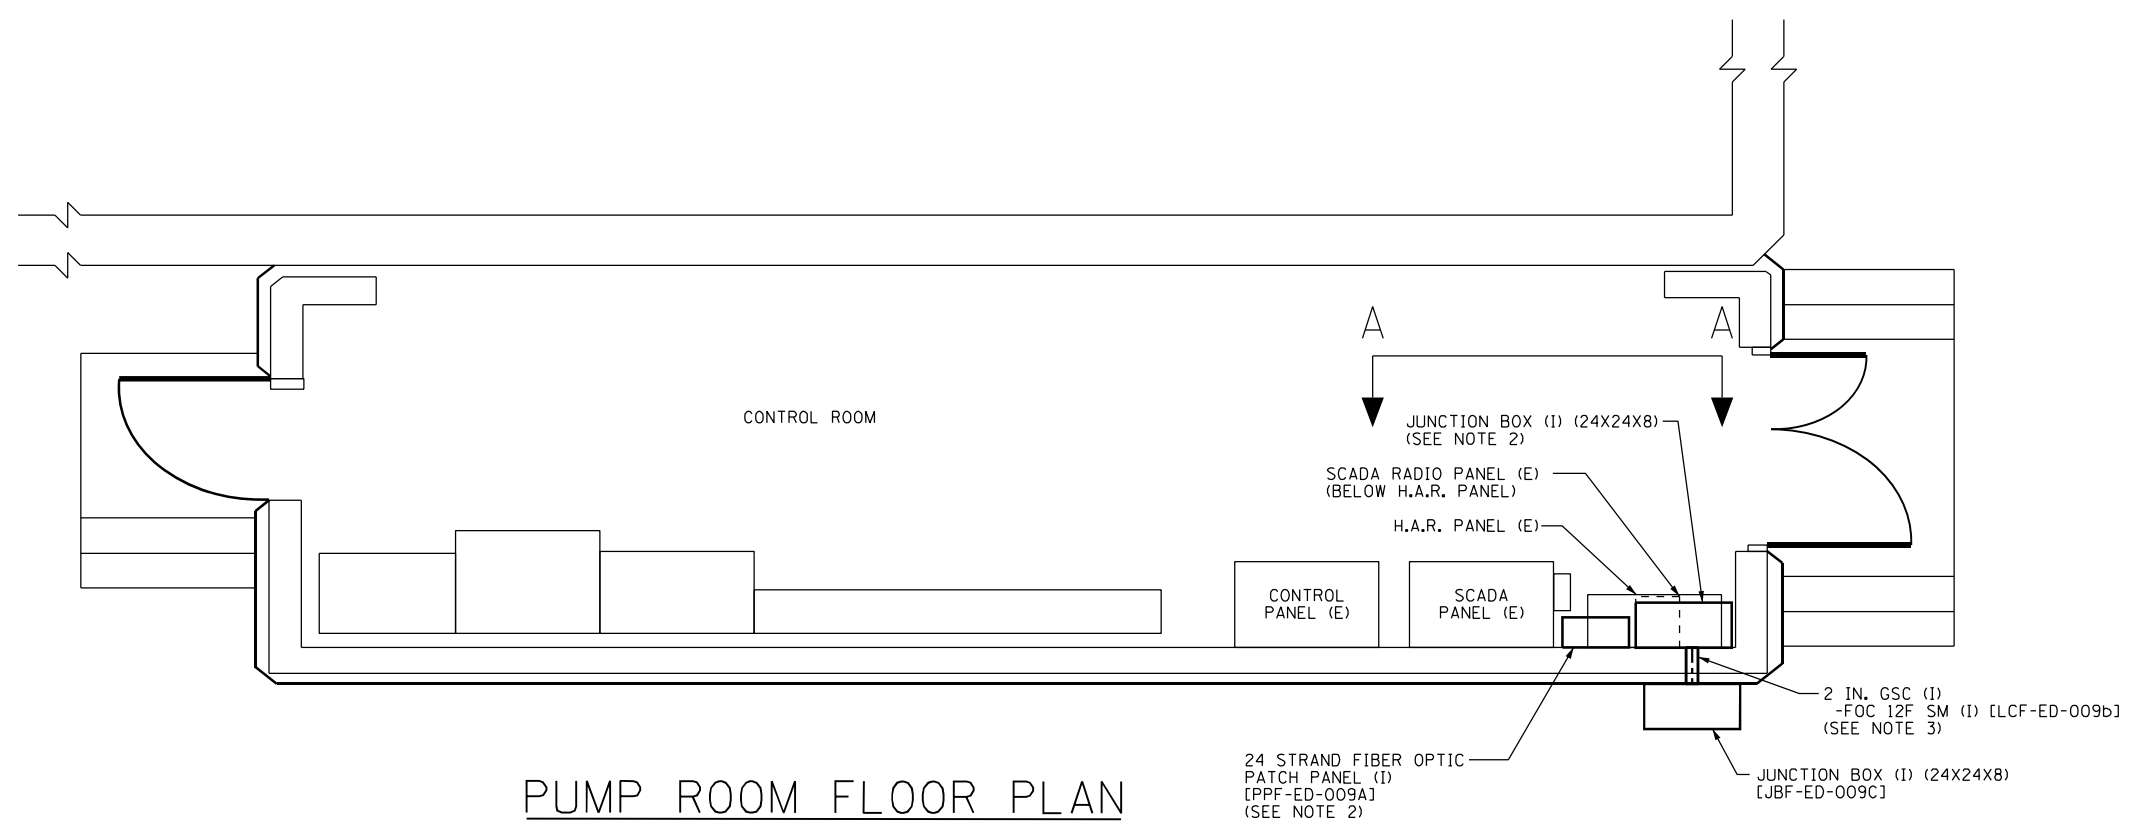 A A
CONTROL ROOM
JUNCTION BOX (I) (24X24X8)
(SEE NOTE 2)
SCADA RADIO PANEL (E)
(BELOW H.A.R. PANEL)
H.A.R. PANEL (E)
CONTROL
PANEL (E)
SCADA
PANEL (E)
2 IN. GSC (I)
-FOC 12F SM (I) [LCF-ED-009b]
(SEE NOTE 3)
24 STRAND FIBER OPTIC
PATCH PANEL (I)
[PPF-ED-009A]
(SEE NOTE 2)
JUNCTION BOX (I) (24X24X8)
[JBF-ED-009C]
PUMP ROOM FLOOR PLAN